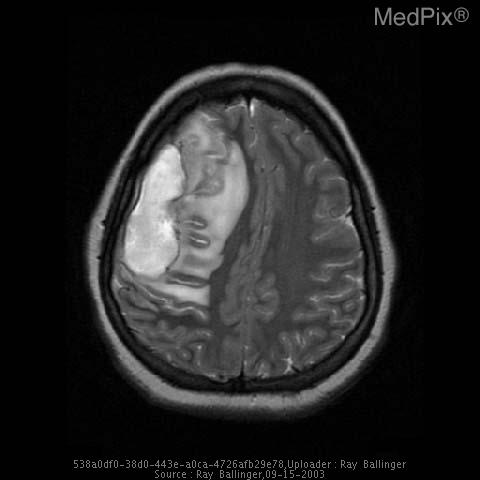 MedPix®
538a0df0-38d0-443e-a0ca-4726afb29e78,Uploader : Ray Ballinger
Source : Ray Ballinger,09-15-2003